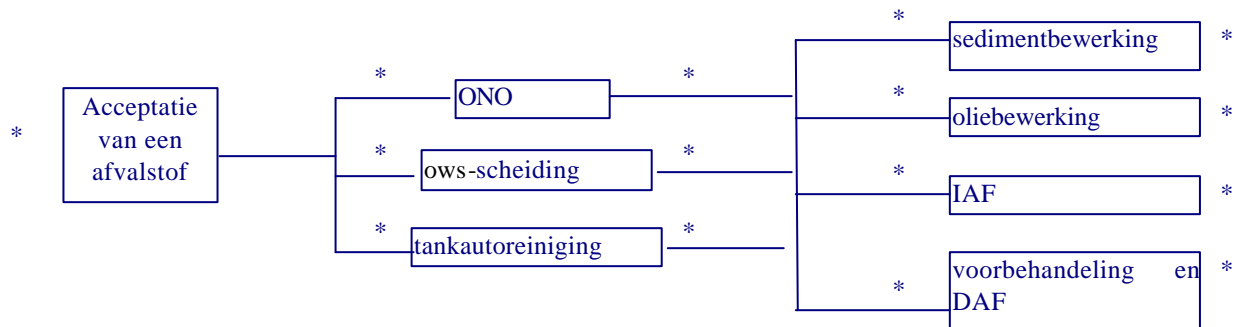 *
Acceptatie
van een
afvalstof
*
ONO
*
*
ows-scheiding
*
*
tankautoreiniging
*
*
sedimentbewerking
*
*
oliebewerking
*
*
IAF
*
*
voorbehandeling en
DAF
*